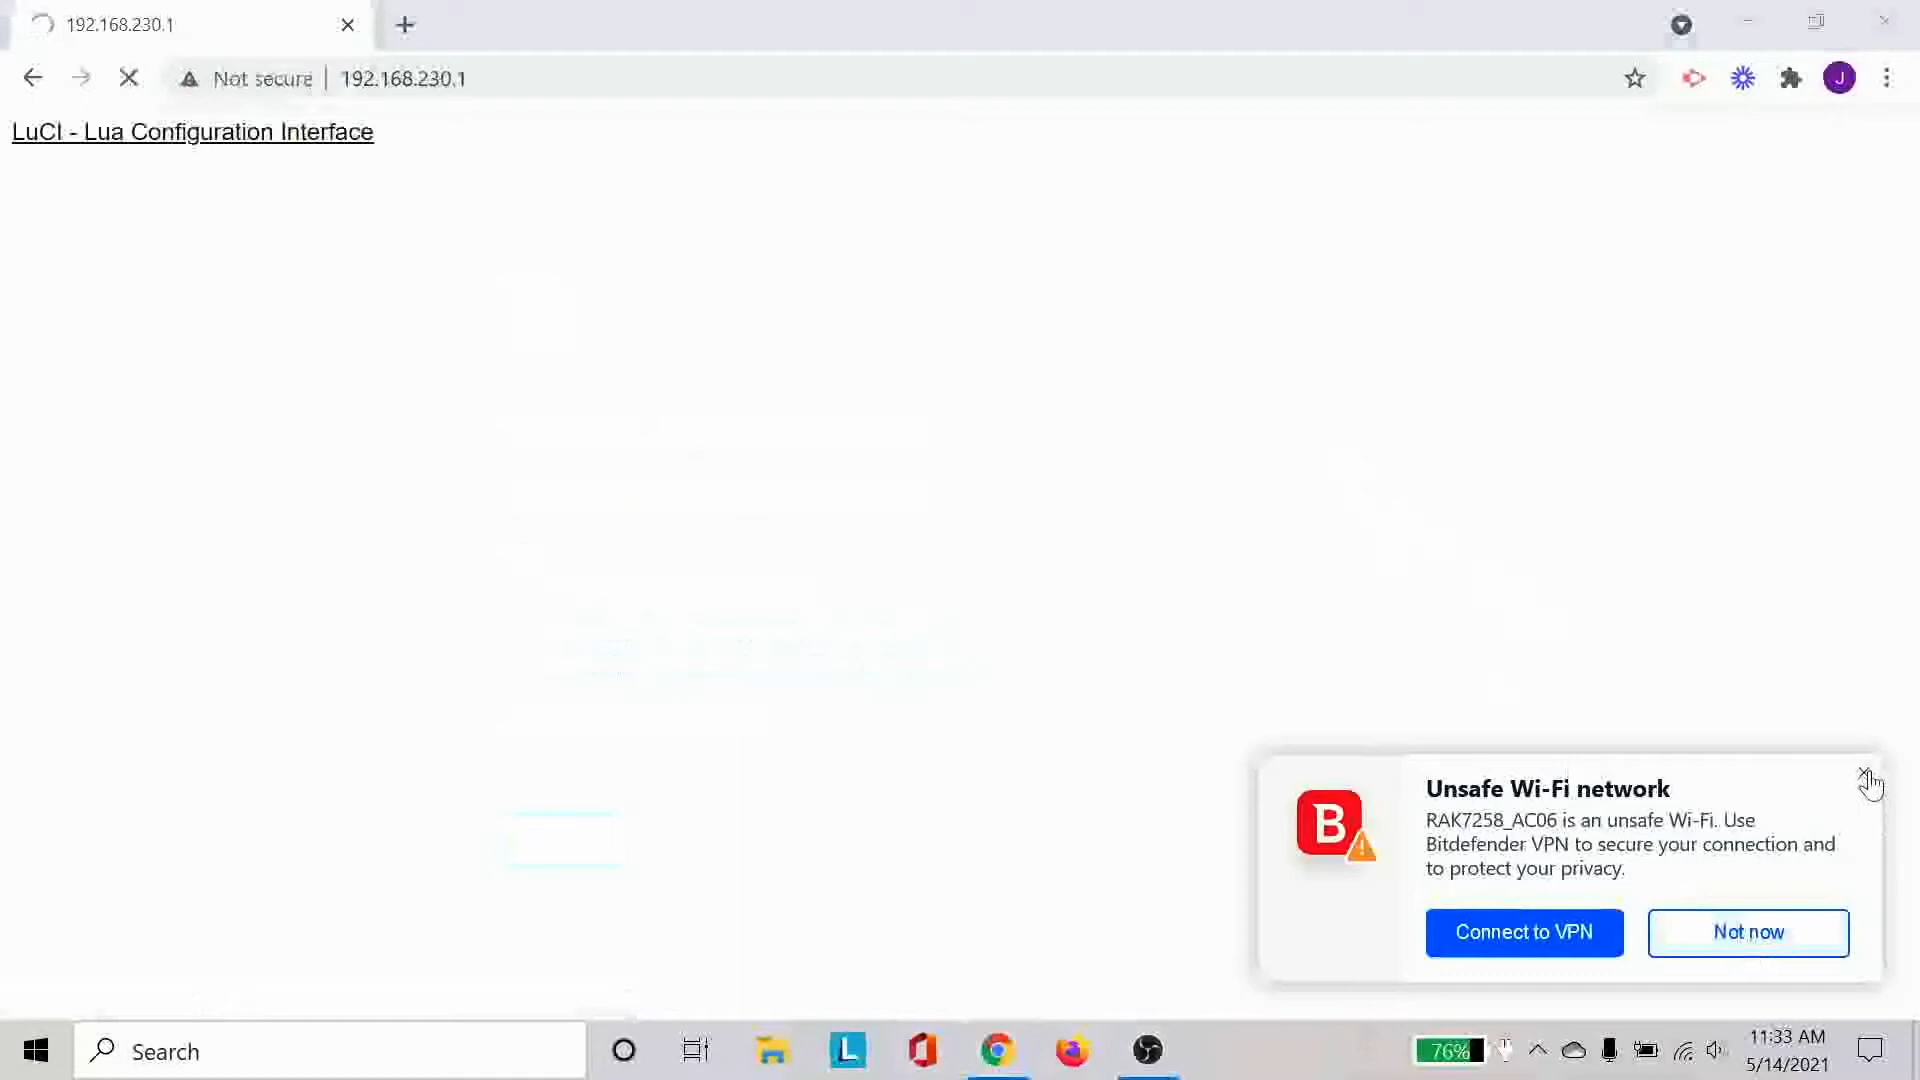 192.168.230.1
Not secure
192.168.230.1
J
LuCI - Lua Configuration Interface
B
Unsafe Wi-Fi network
RAK7258_AC06 is an unsafe Wi-Fi. Use
Bitdefender VPN to secure your connection and
to protect your privacy.
Connect to VPN
Not now
Search
L
76%
11:33 AM
5/14/2021